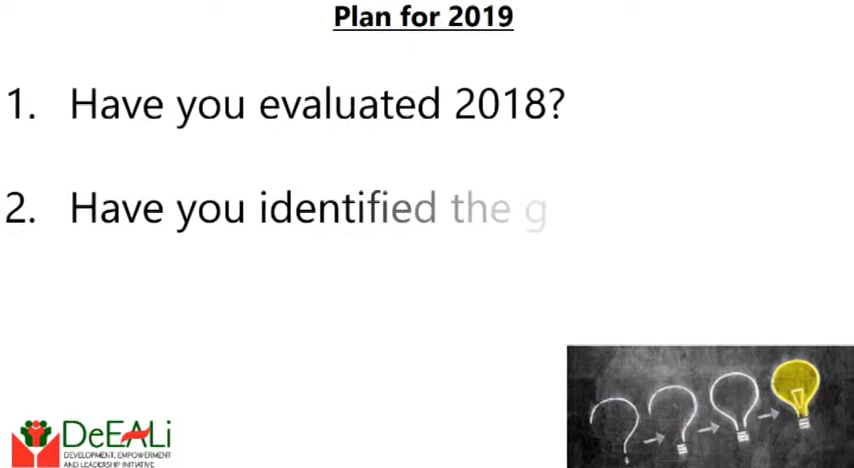 Plan for 2019
1. Have you evaluated 2018?
2. Have you identified the g
DeEALi
DEVELOPMENT, EMPOWERMENT
AND LEADERSHIP INITIATIVE